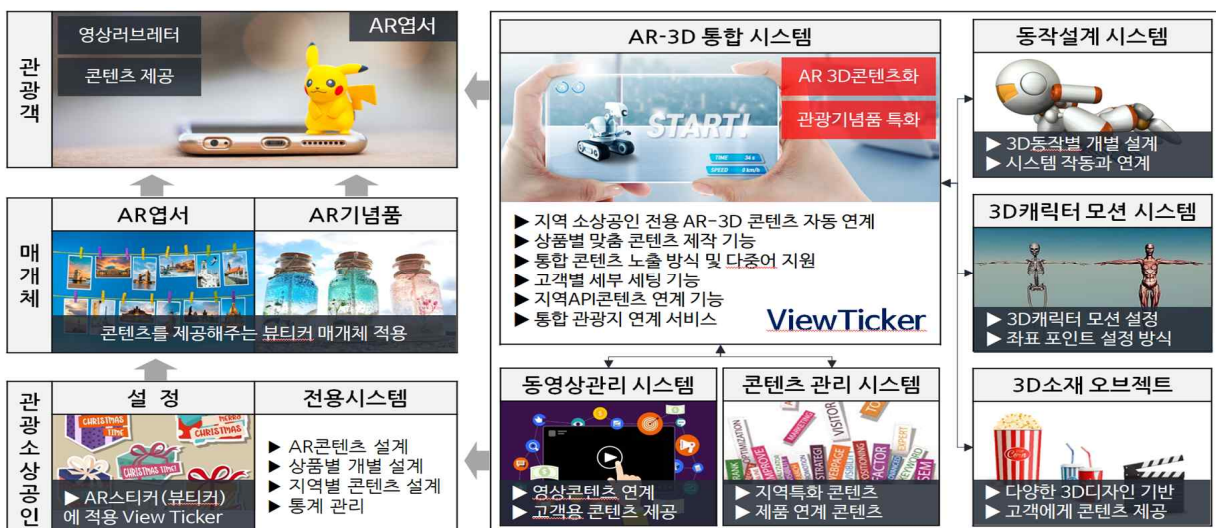 관광객
영상러브레터
콘텐츠 제공
AR엽서
매개체
AR엽서
AR기념품
콘텐츠를 제공해주는 뷰티커 매개체 적용
관광소상공인
설 정
CHRISTMAS TIME
MERRY CHRISTMAS
CHRISTMAS TIME!
▶ AR스티커(뷰티커)
에 적용 View Ticker
전용시스템
▶ AR콘텐츠 설계
▶ 상품별 개별 설계
▶ 지역별 콘텐츠 설계
▶ 통계 관리
AR-3D 통합 시스템
START!
TIME 36 s
SPEED 0 km/h
AR 3D콘텐츠화
관광기념품 특화
▶ 지역 소상공인 전용 AR-3D 콘텐츠 자동 연계
▶ 상품별 맞춤 콘텐츠 제작 기능
▶ 통합 콘텐츠 노출 방식 및 다중어 지원
▶ 고객별 세부 세팅 기능
▶ 지역API콘텐츠 연계 기능
▶ 통합 관광지 연계 서비스
ViewTicker
동영상관리 시스템
▶ 영상콘텐츠 연계
▶ 고객용 콘텐츠 제공
콘텐츠 관리 시스템
MARKETING
VISITOR
TO
RANK
IMPROVE
STRATEGI
WEBPAGE
FACTOR
EXPERT
KEYWORD
SEM
▶ 지역특화 콘텐츠
▶ 제품 연계 콘텐츠
동작설계 시스템
▶ 3D동작별 개별 설계
▶ 시스템 작동과 연계
3D캐릭터 모션 시스템
▶ 3D캐릭터 모션 설정
▶ 좌표 포인트 설정 방식
3D소재 오브젝트
Corn
▶ 다양한 3D디자인 기반
▶ 고객에게 콘텐츠 제공